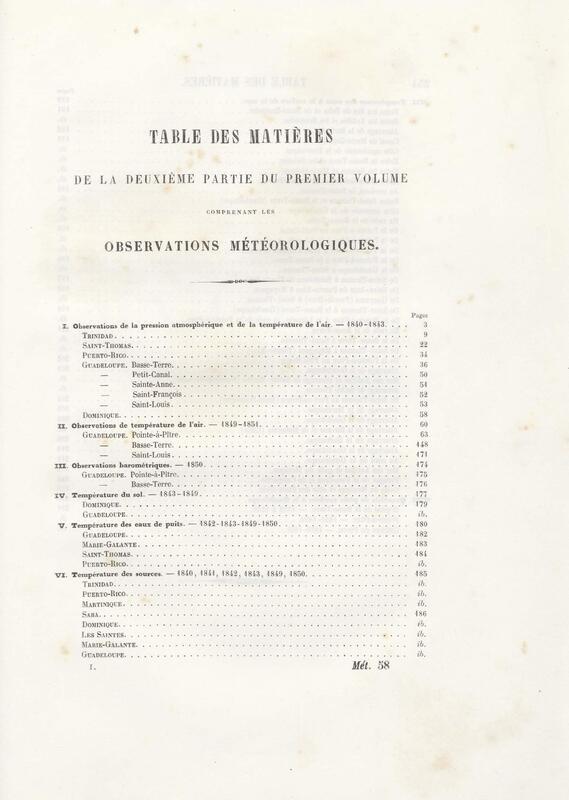 TABLE DES MATIÈRES
DE LA DEUXIÈME PARTIE DU PREMIER VOLUME
COMPRENANT LES
OBSERVATIONS MÉTÉOROLOGIQUES.
Pages
I. Observations de la pression atmosphérique et de la température de l'air. — 1840-1843. . . . 3
TRINIDAD. . . . 9
SAINT-THOMAS. . . . 22
PUERTO-RICO. . . . 34
GUADELOUPE. Basse-Terre. . . . 36
— Petit-Canal. . . . 50
— Sainte-Anne. . . . 51
— Saint-François . . . 52
— Saint-Louis . . . 53
DOMINIQUE. . . . 58
II. Observations de température de l'air. — 1849-1851. . . . 60
GUADELOUPE. Pointe-à-Pître. . . . 63
— Basse-Terre. . . . 148
— Saint-Louis . . . 171
III. Observations barométriques. — 1850. . . . 174
GUADELOUPE. Pointe-à-Pître. . . . 175
— Basse-Terre. . . . 176
IV. Température du sol. — 1843-1849. . . . 177
DOMINIQUE. . . . 179
GUADELOUPE. . . . ib.
V. Température des eaux de puits. — 1842-1843-1849-1850. . . . 180
GUADELOUPE. . . . 182
MARIE-GALANTE. . . . 183
SAINT-THOMAS. . . . 184
PUERTO-RICO. . . . ib.
VI. Température des sources. — 1840, 1841, 1842, 1843, 1849, 1850. . . . 185
TRINIDAD. . . . ib.
PUERTO-RICO. . . . ib.
MARTINIQUE. . . . ib.
SABA. . . . 186
DOMINIQUE. . . . ib.
LES SAINTES. . . . ib.
MARIE-GALANTE. . . . ib.
GUADELOUPE. . . . ib.
I. Mét. 58